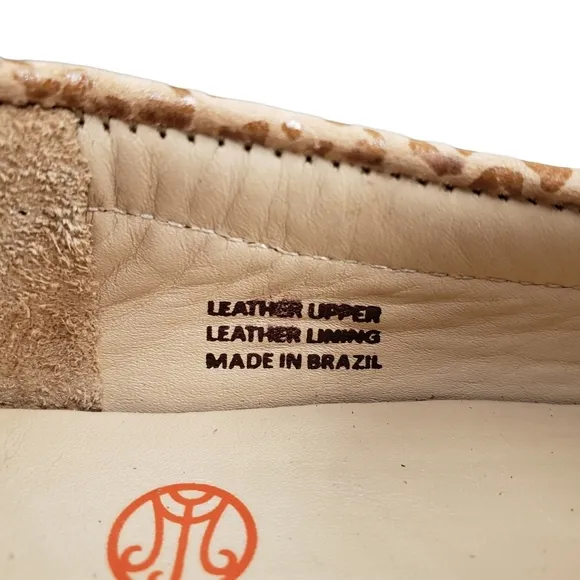 LEATHER UPPER
LEATHER LINING
MADE IN BRAZIL